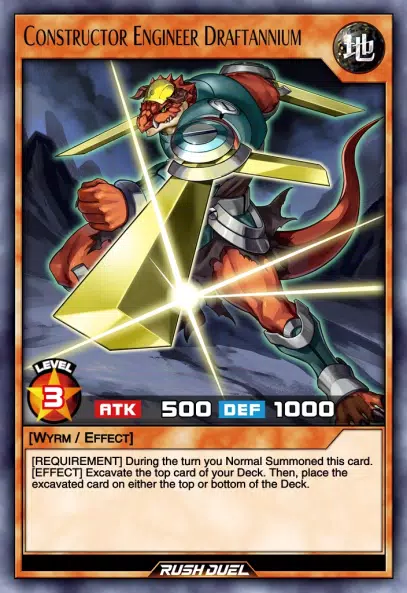 CONSTRUCTOR ENGINEER DRAFTANNIUM
地
LEVEL
3
ATK 500 DEF 1000
[WYRM / EFFECT]
[REQUIREMENT] During the turn you Normal Summoned this card.
[EFFECT] Excavate the top card of your Deck. Then, place the
excavated card on either the top or bottom of the Deck.
RUSH DUEL